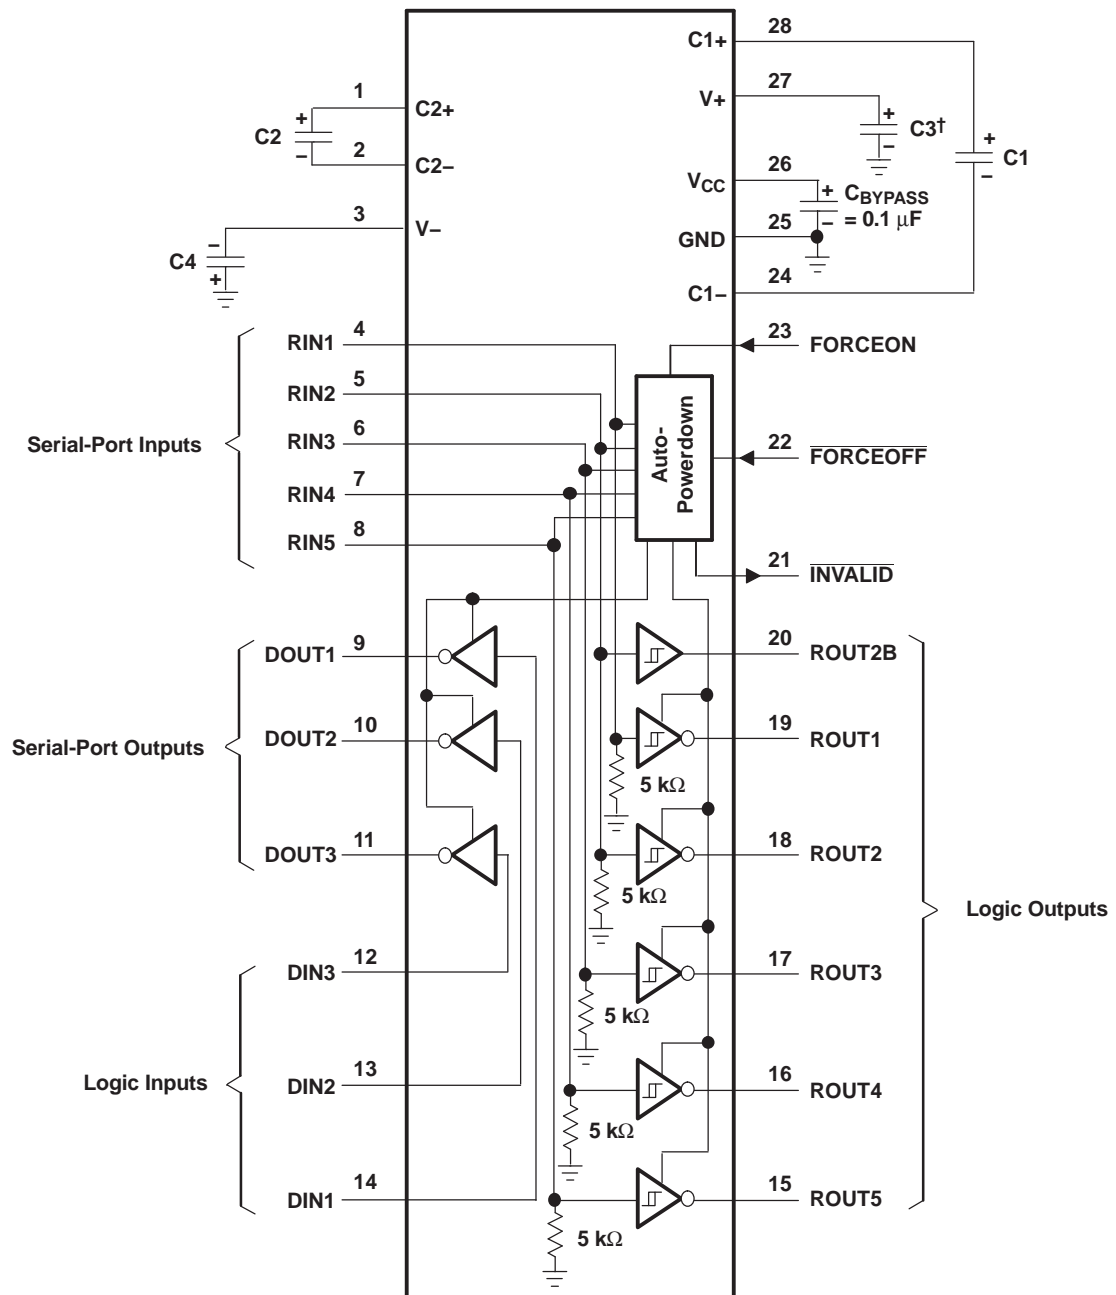 28
C1+
27
V+
1
C2+
+
C2
−
2
C2−
+
C3†
−
+
C1
−
26
VCC
+
CBYPASS
− = 0.1 μF
25
GND
3
V−
−
C4
+
24
C1−
4
RIN1
23
FORCEON
5
RIN2
6
RIN3
Serial-Port Inputs
Auto-
Powerdown
22
FORCEOFF
7
RIN4
8
RIN5
21
INVALID
9
DOUT1
20
ROUT2B
10
DOUT2
Serial-Port Outputs
19
ROUT1
5 kΩ
11
DOUT3
18
ROUT2
5 kΩ
Logic Outputs
12
DIN3
17
ROUT3
5 kΩ
13
DIN2
Logic Inputs
16
ROUT4
5 kΩ
14
DIN1
15
ROUT5
5 kΩ